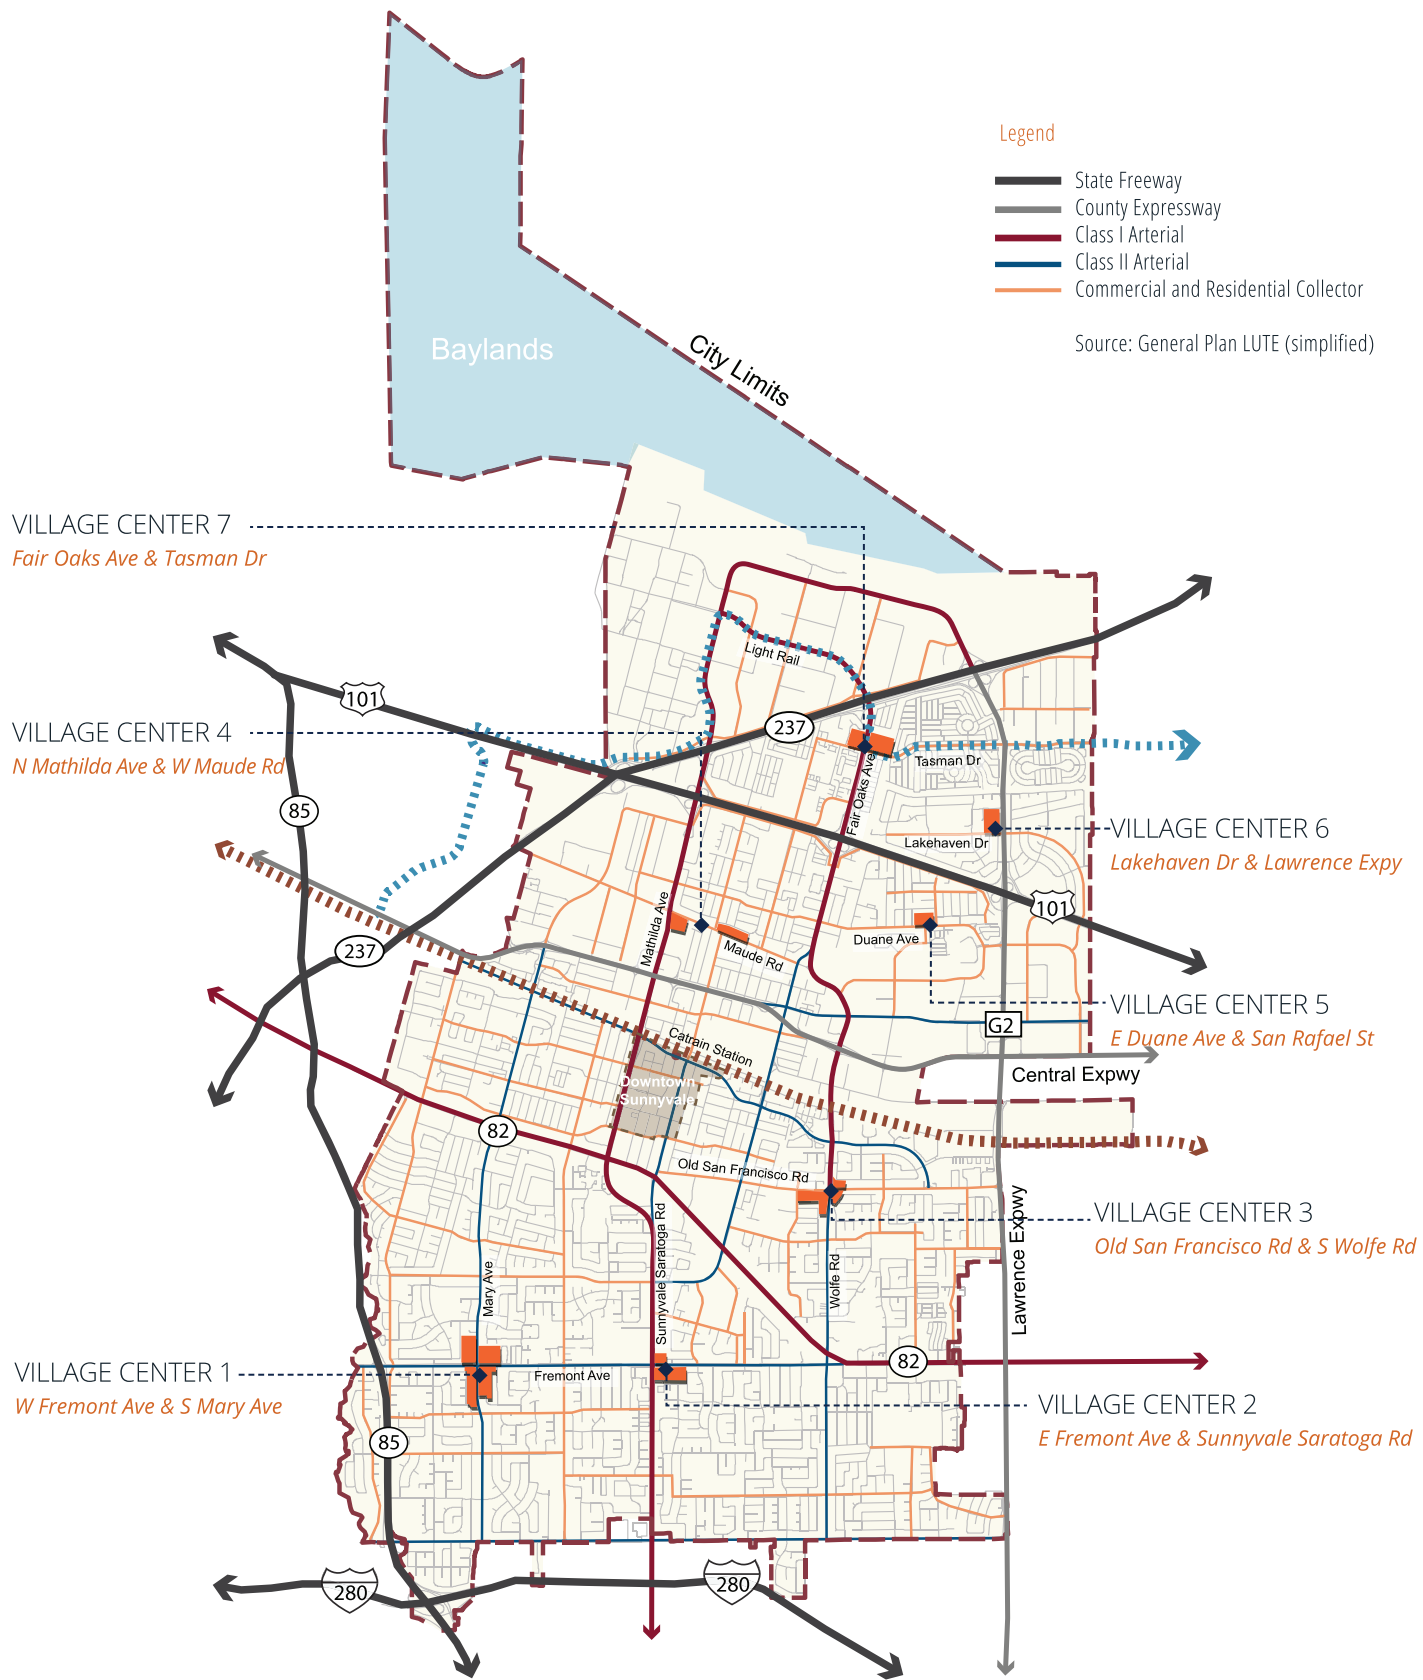 Legend
State Freeway
County Expressway
Class I Arterial
Class II Arterial
Commercial and Residential Collector
Source: General Plan LUTE (simplified)
Baylands
City Limits
VILLAGE CENTER 7
Fair Oaks Ave & Tasman Dr
Light Rail
101
237
VILLAGE CENTER 4
N Mathilda Ave & W Maude Rd
Tasman Dr
Fair Oaks Ave
85
VILLAGE CENTER 6
Lakehaven Dr & Lawrence Expy
Lakehaven Dr
101
Mathilda Ave
Maude Rd
Duane Ave
237
VILLAGE CENTER 5
E Duane Ave & San Rafael St
G2
Catrain Station
Central Expwy
Downtown
Sunnyvale
82
Old San Francisco Rd
VILLAGE CENTER 3
Old San Francisco Rd & S Wolfe Rd
Lawrence Expwy
Sunnyvale Saratoga Rd
Wolfe Rd
Mary Ave
82
VILLAGE CENTER 1
W Fremont Ave & S Mary Ave
Fremont Ave
VILLAGE CENTER 2
E Fremont Ave & Sunnyvale Saratoga Rd
85
280
280